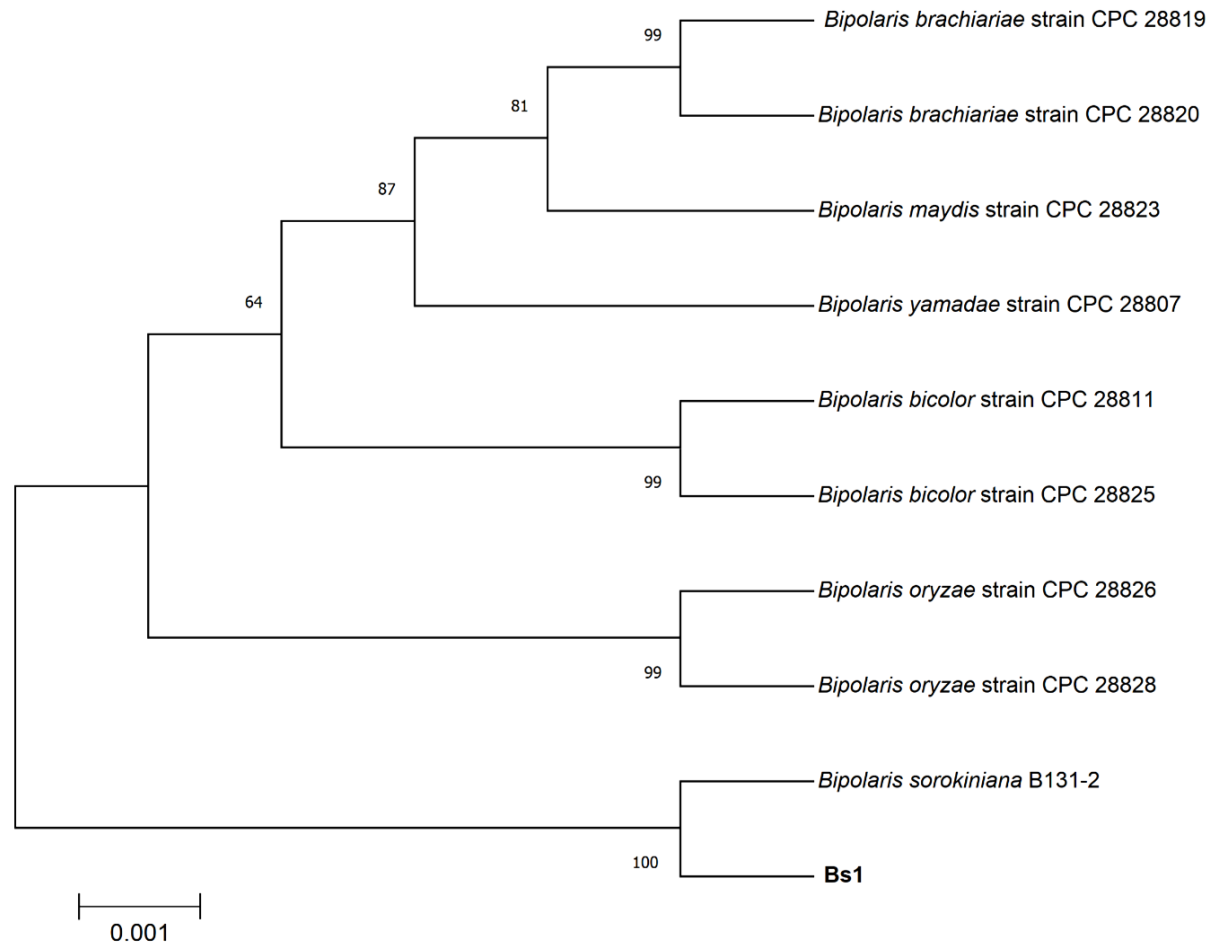 Bipolaris brachiariae strain CPC 28819
99
81
Bipolaris brachiariae strain CPC 28820
87
Bipolaris maydis strain CPC 28823
64
Bipolaris yamadae strain CPC 28807
Bipolaris bicolor strain CPC 28811
99
Bipolaris bicolor strain CPC 28825
Bipolaris oryzae strain CPC 28826
99
Bipolaris oryzae strain CPC 28828
Bipolaris sorokiniana B131-2
100
Bs1
0.001